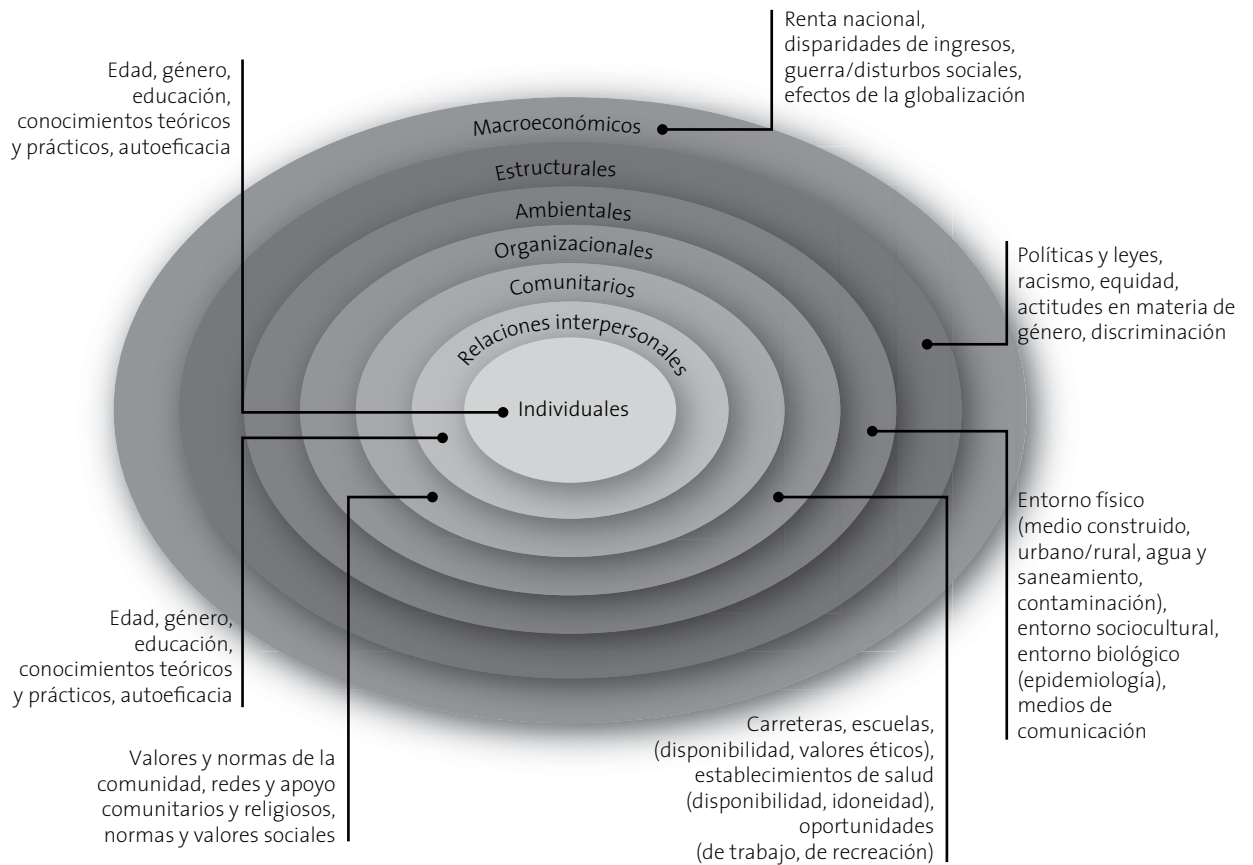 Renta nacional,
disparidades de ingresos,
guerra/disturbos sociales,
efectos de la globalización
Edad, género,
educación,
conocimientos teóricos
y prácticos, autoeficacia
Macroeconómicos
Estructurales
Ambientales
Organizacionales
Comunitarios
Relaciones interpersonales
Individuales
Políticas y leyes,
racismo, equidad,
actitudes en materia de
género, discriminación
Entorno físico
(medio construido,
urbano/rural, agua y
saneamiento,
contaminación),
entorno sociocultural,
entorno biológico
(epidemiología),
medios de
comunicación
Edad, género,
educación,
conocimientos teóricos
y prácticos, autoeficacia
Valores y normas de la
comunidad, redes y apoyo
comunitarios y religiosos,
normas y valores sociales
Carreteras, escuelas,
(disponibilidad, valores éticos),
establecimientos de salud
(disponibilidad, idoneidad),
oportunidades
(de trabajo, de recreación)